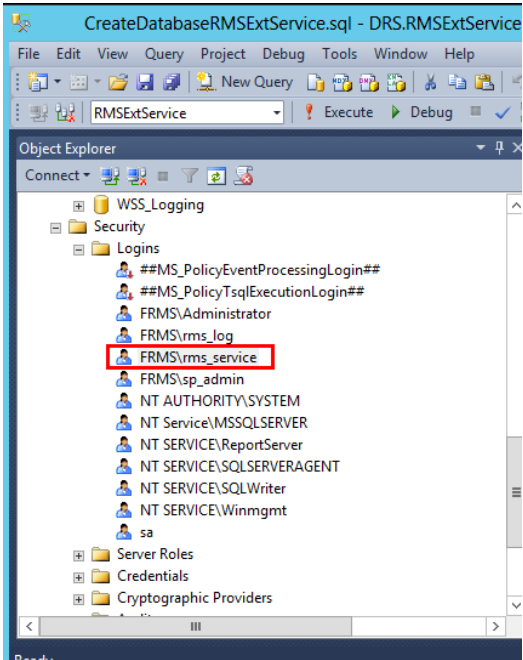 CreateDatabaseRMSExtService.sql - DRS.RMSExtService
File Edit View Query Project Debug Tools Window Help
New Query
RMSExtService Execute Debug
Object Explorer
Connect
WSS_Logging
Security
Logins
##MS_PolicyEventProcessingLogin##
##MS_PolicyTsqlExecutionLogin##
FRMS\Administrator
FRMS\rms_log
FRMS\rms_service
FRMS\sp_admin
NT AUTHORITY\SYSTEM
NT Service\MSSQLSERVER
NT SERVICE\ReportServer
NT SERVICE\SQLSERVERAGENT
NT SERVICE\SQLWriter
NT SERVICE\Winmgmt
sa
Server Roles
Credentials
Cryptographic Providers